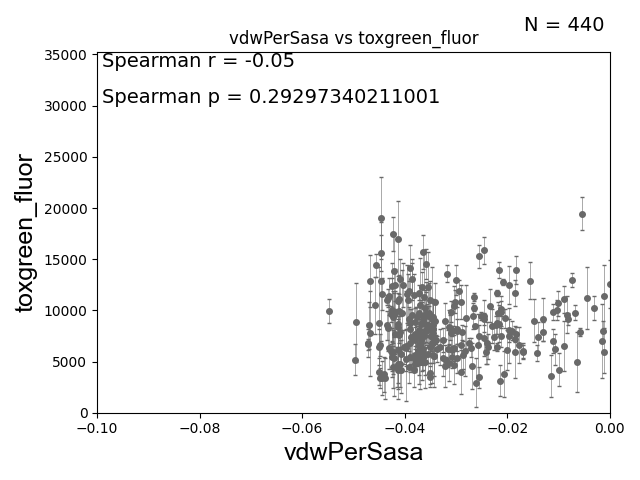 N = 440
vdwPerSasa vs toxgreen_fluor
Spearman r = -0.05
Spearman p = 0.29297340211001
35000
30000
25000
20000
15000
10000
5000
0
toxgreen_fluor
−0.10 −0.08 −0.06 −0.04 −0.02 0.00
vdwPerSasa